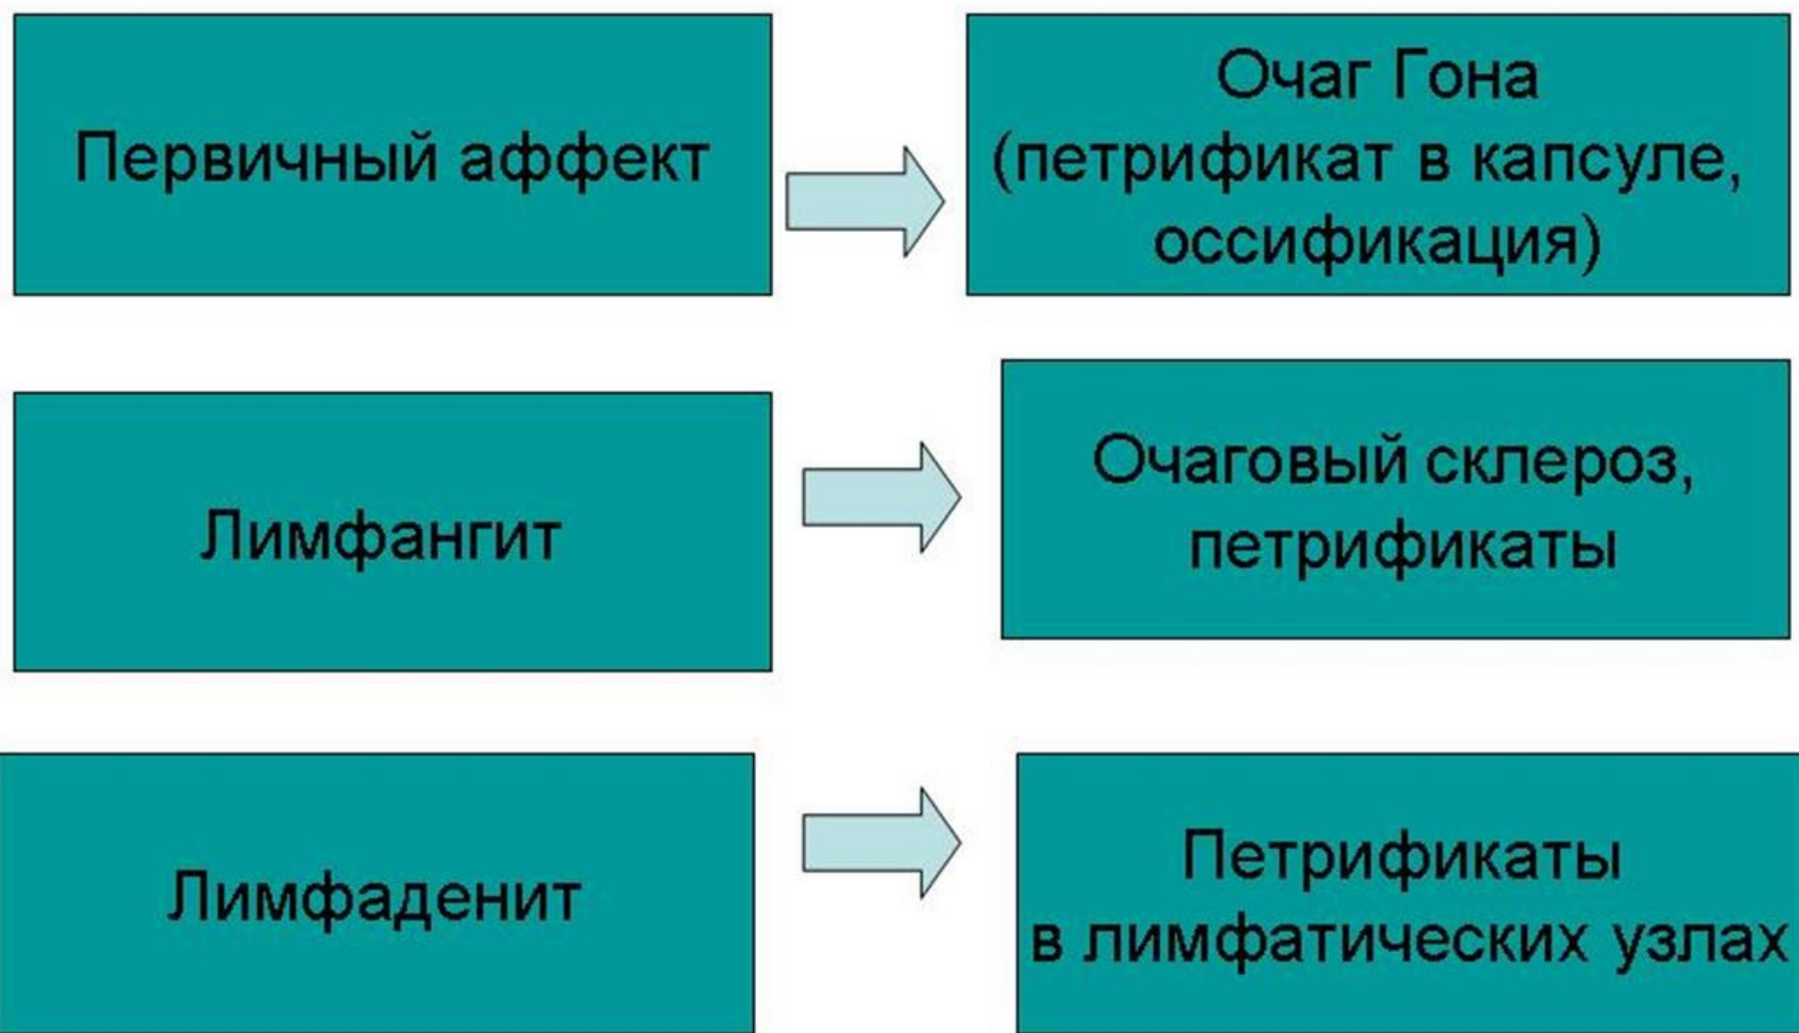 Первичный аффект
Очаг Гона
(петрификат в капсуле,
оссификация)
Лимфангит
Очаговый склероз,
петрификаты
Лимфаденит
Петрификаты
в лимфатических узлах